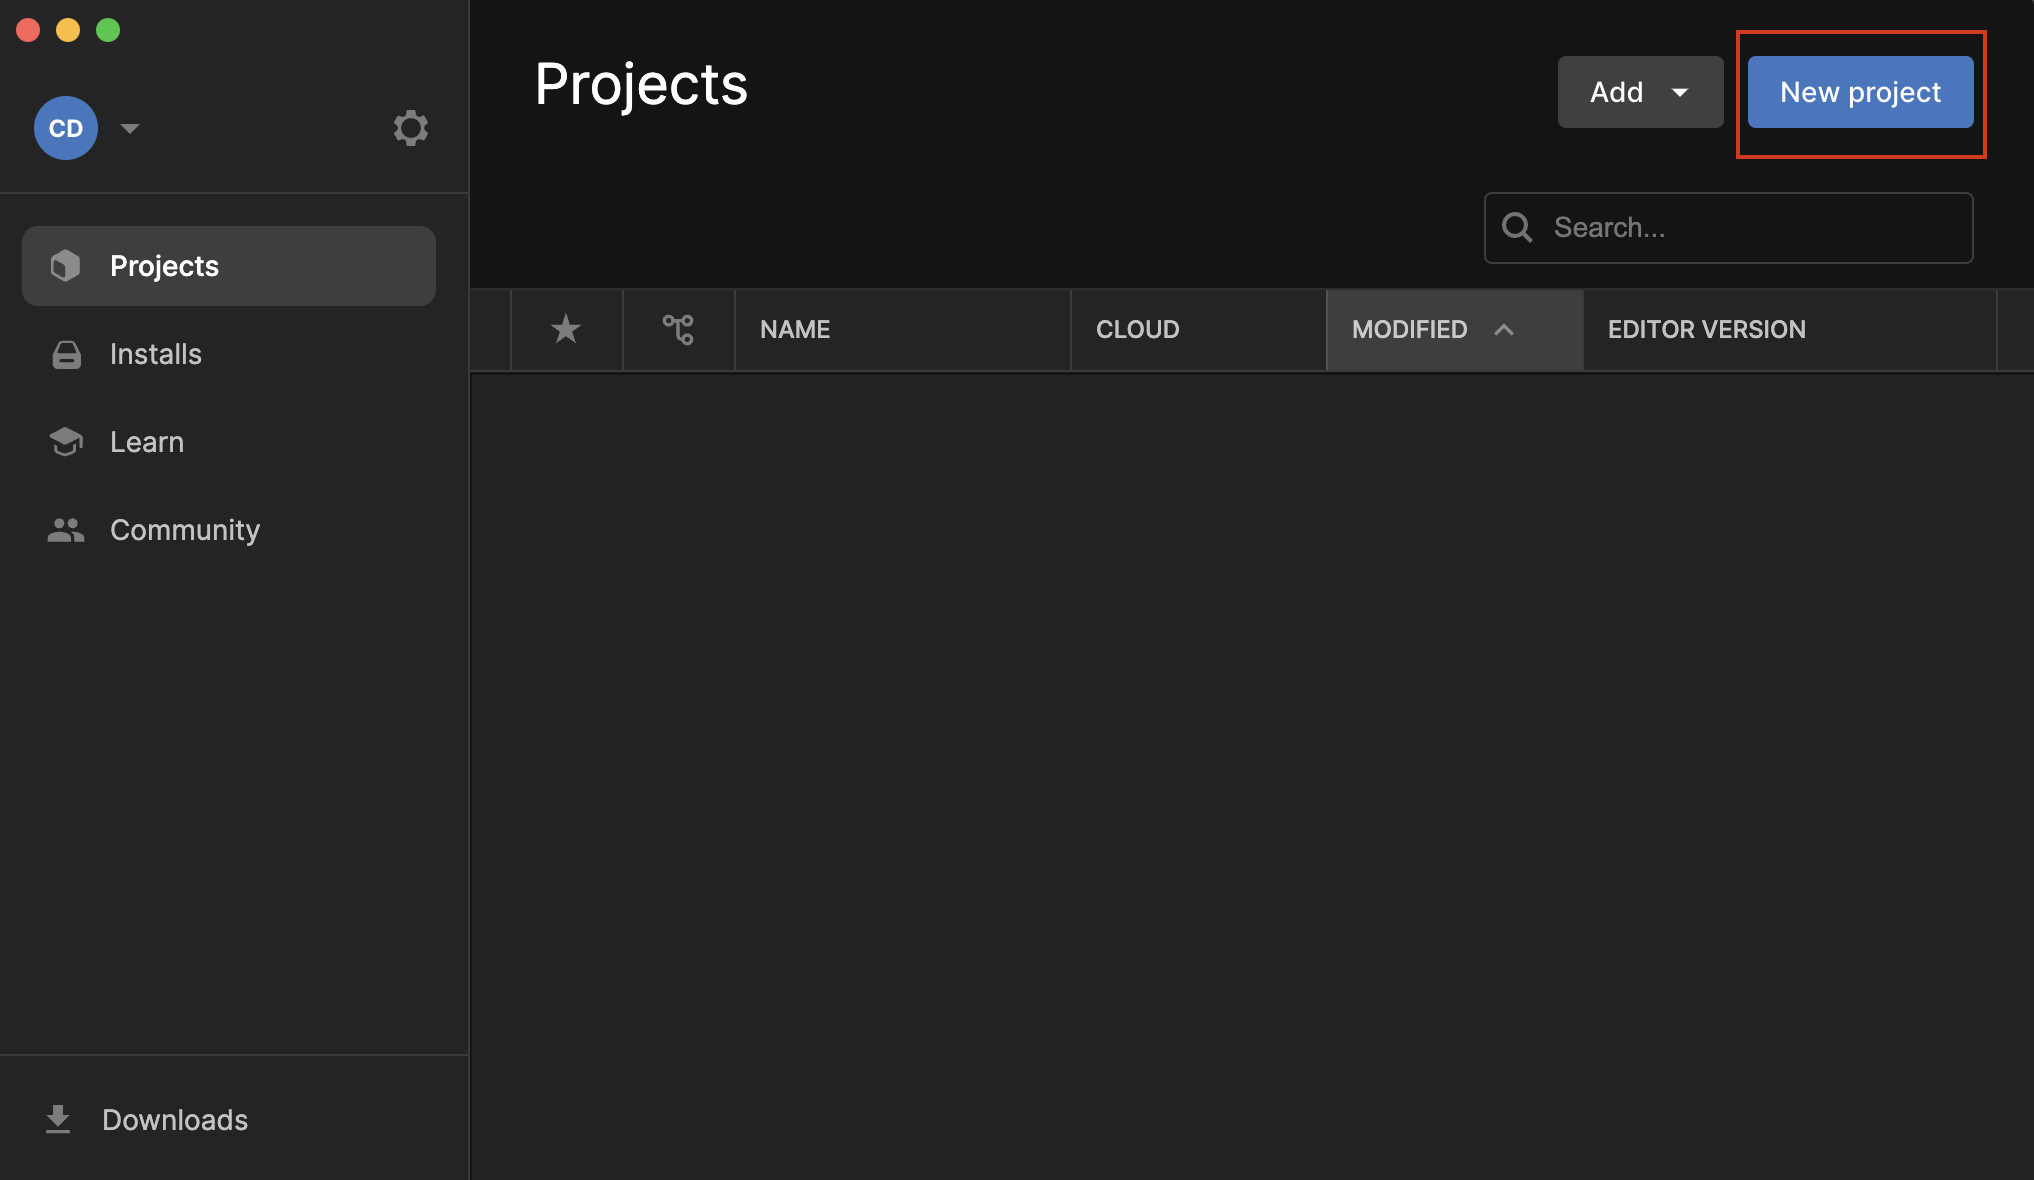 CD
Projects
Installs
Learn
Community
Downloads
Projects
Add
New project
Search...
NAME
CLOUD
MODIFIED
EDITOR VERSION